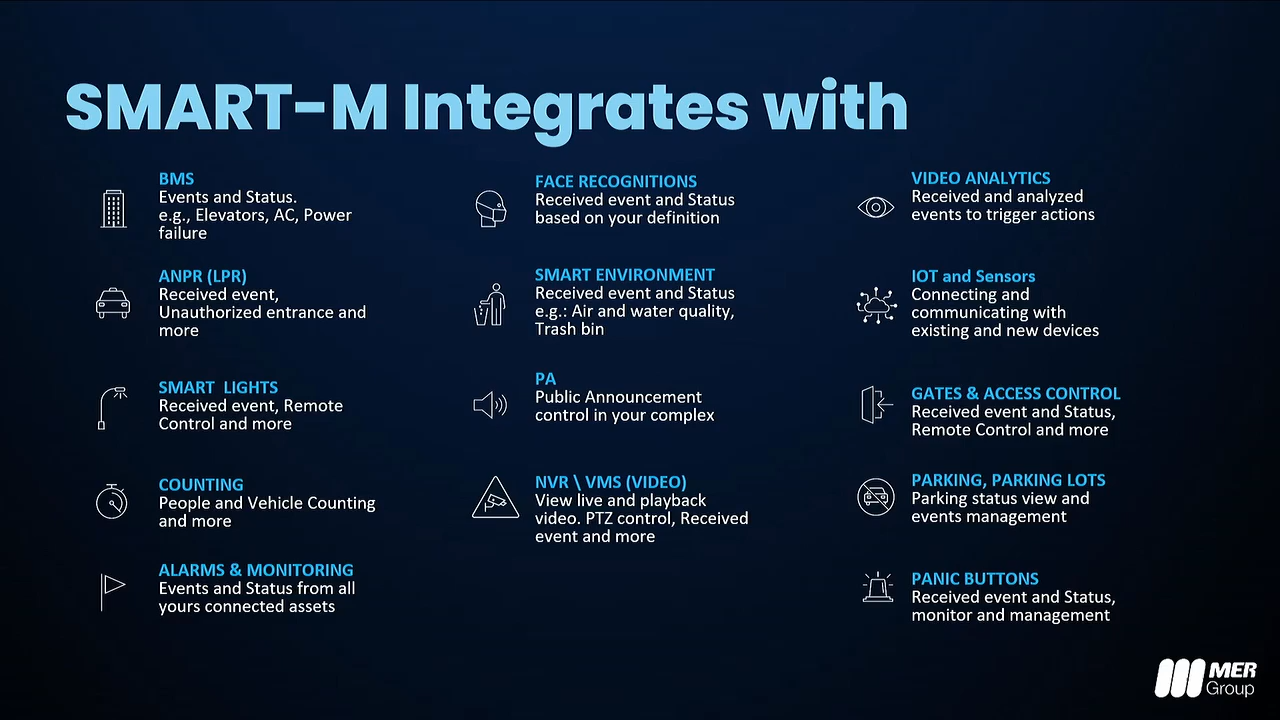 SMART-M Integrates with
BMS
Events and Status.
e.g., Elevators, AC, Power
failure
ANPR (LPR)
Received event,
Unauthorized entrance and
more
SMART  LIGHTS
Received event, Remote
Control and more
COUNTING
People and Vehicle Counting
and more
ALARMS & MONITORING
Events and Status from all
yours connected assets
FACE RECOGNITIONS
Received event and Status
based on your definition
SMART ENVIRONMENT
Received event and Status
e.g.: Air and water quality,
Trash bin
PA
Public Announcement
control in your complex
NVR \ VMS (VIDEO)
View live and playback
video. PTZ control, Received
event and more
VIDEO ANALYTICS
Received and analyzed
events to trigger actions
IOT and Sensors
Connecting and
communicating with
existing and new devices
GATES & ACCESS CONTROL
Received event and Status,
Remote Control and more
PARKING, PARKING LOTS
Parking status view and
events management
PANIC BUTTONS
Received event and Status,
monitor and management
MER
Group